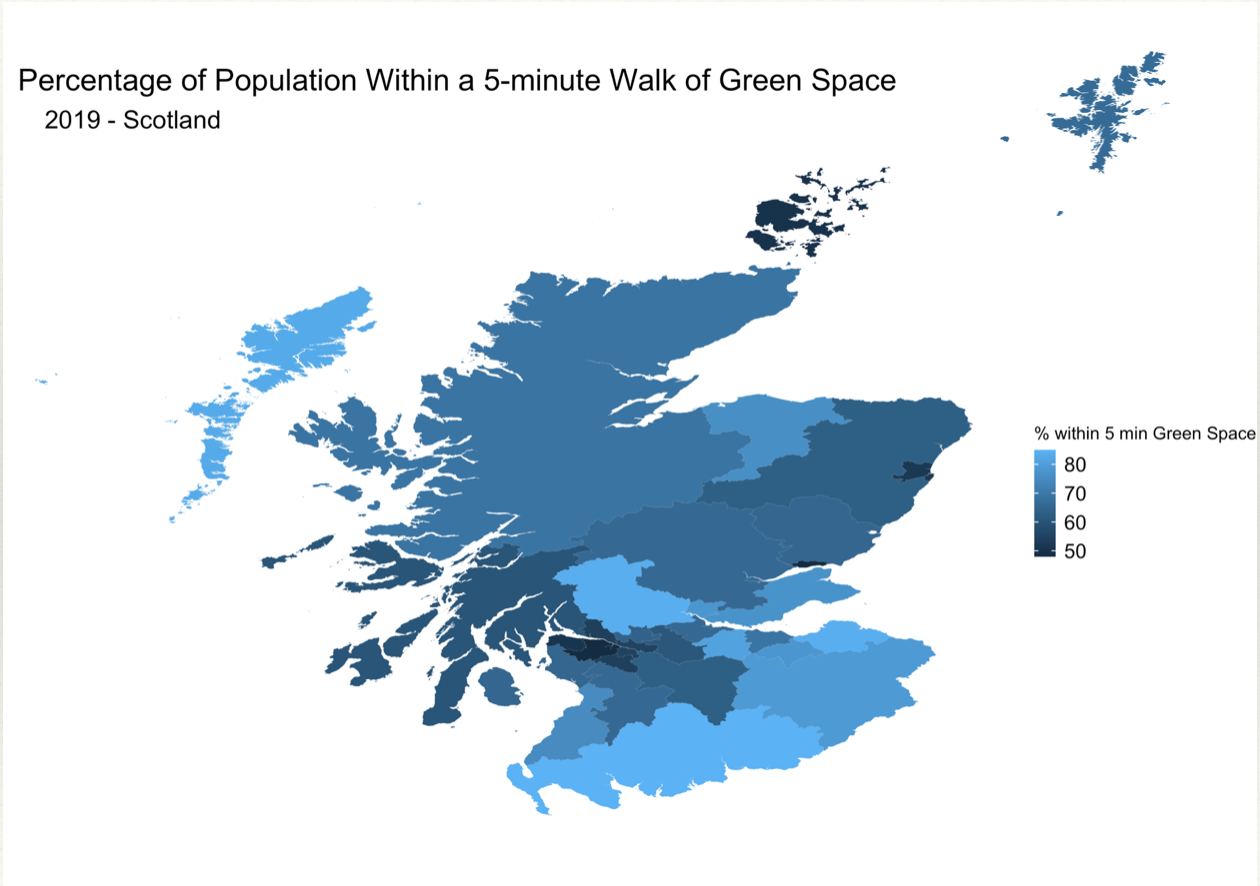 Percentage of Population Within a 5-minute Walk of Green Space
2019 - Scotland
% within 5 min Green Space
80
70
60
50